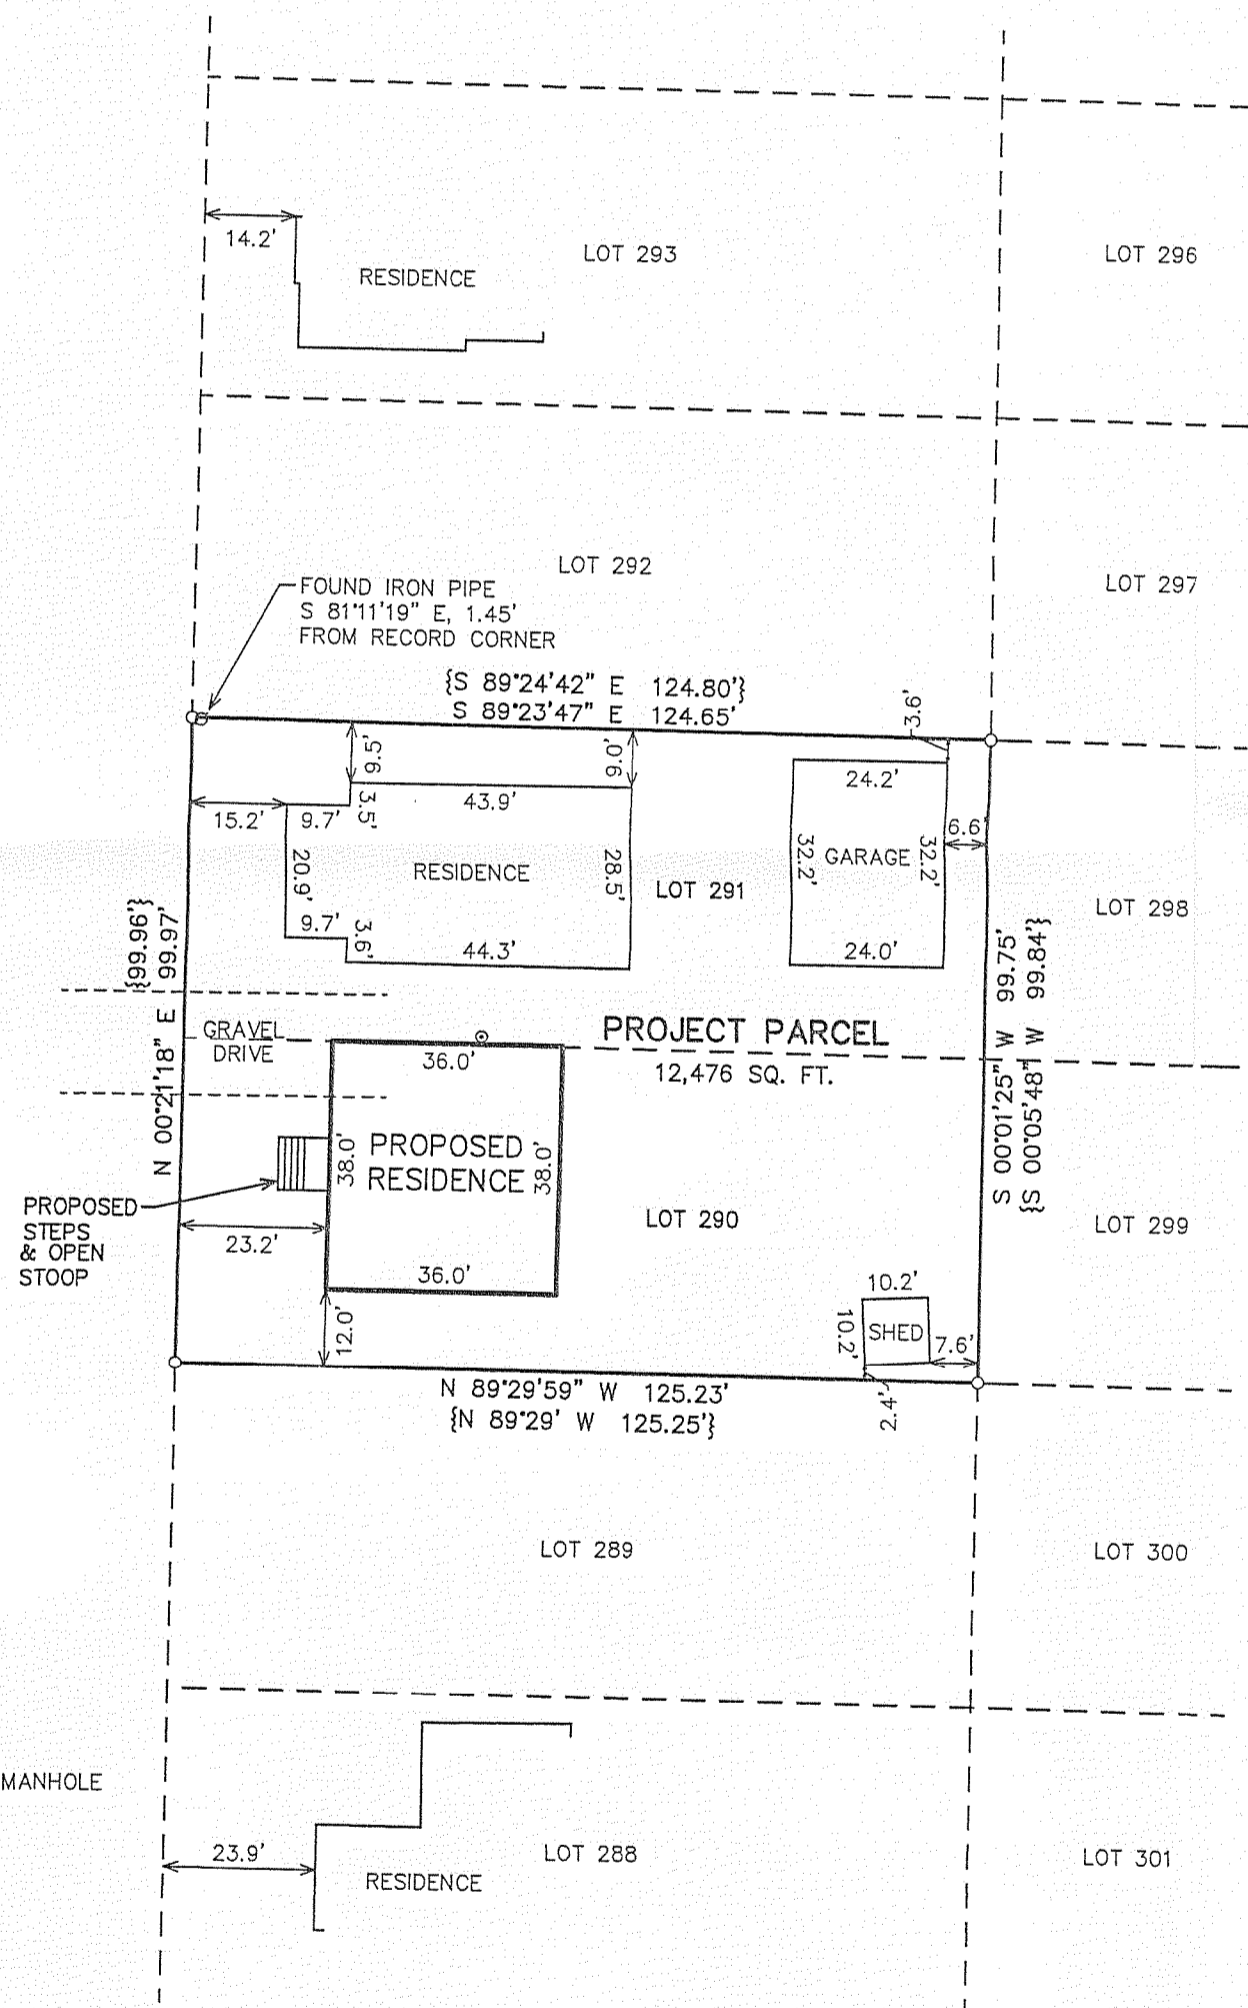 14.2'
RESIDENCE
LOT 293
LOT 296
LOT 292
LOT 297
FOUND IRON PIPE
S 81°11'19" E, 1.45'
FROM RECORD CORNER
{S 89°24'42" E 124.80'}
S 89°23'47" E 124.65'
3.6'
9.5'
9.0'
15.2'
9.7'
3.5'
43.9'
24.2'
6.6'
20.9'
RESIDENCE
28.5'
LOT 291
32.2'
GARAGE
32.2'
LOT 298
9.7'
3.6'
44.3'
24.0'
{99.96'}
N 00°21'18" E 99.97'
S 00°01'25" W 99.75'
{S 00°05'48" W 99.84'}
GRAVEL
DRIVE
PROJECT PARCEL
12,476 SQ. FT.
36.0'
38.0'
PROPOSED
RESIDENCE
38.0'
PROPOSED
STEPS
& OPEN
STOOP
23.2'
36.0'
LOT 290
LOT 299
12.0'
10.2'
10.2'
SHED
7.6'
2.4'
N 89°29'59" W 125.23'
{N 89°29' W 125.25'}
LOT 289
LOT 300
MANHOLE
23.9'
RESIDENCE
LOT 288
LOT 301